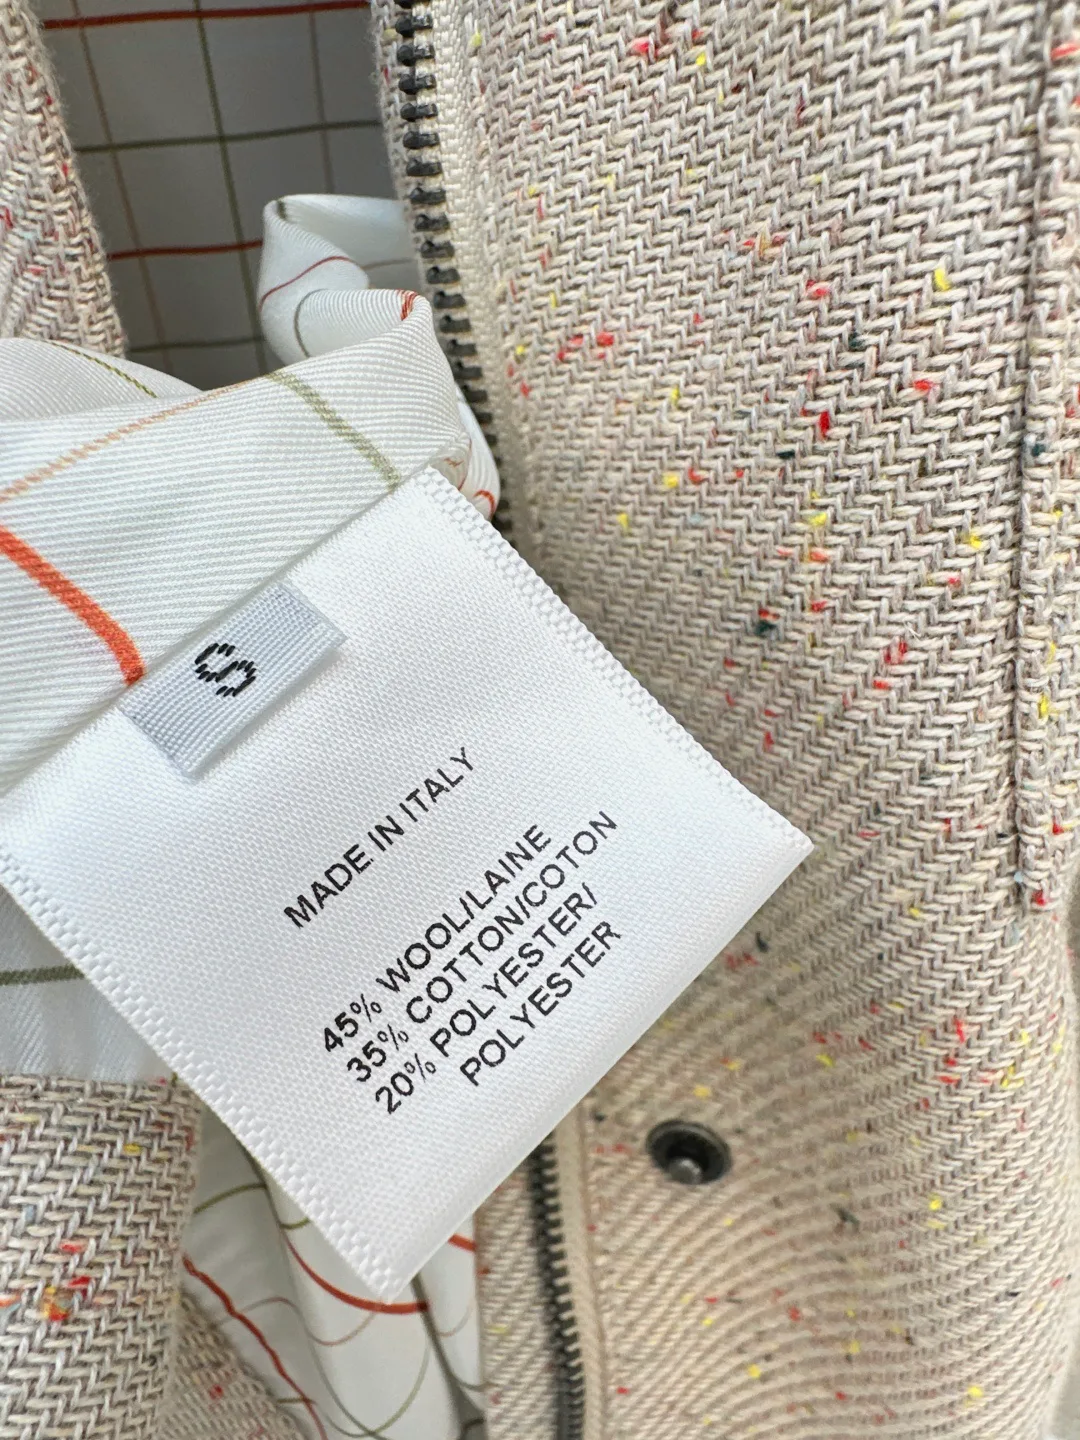 S
MADE IN ITALY
45% WOOL/LAINE
35% COTTON/COTON
20% POLYESTER/
POLYESTER